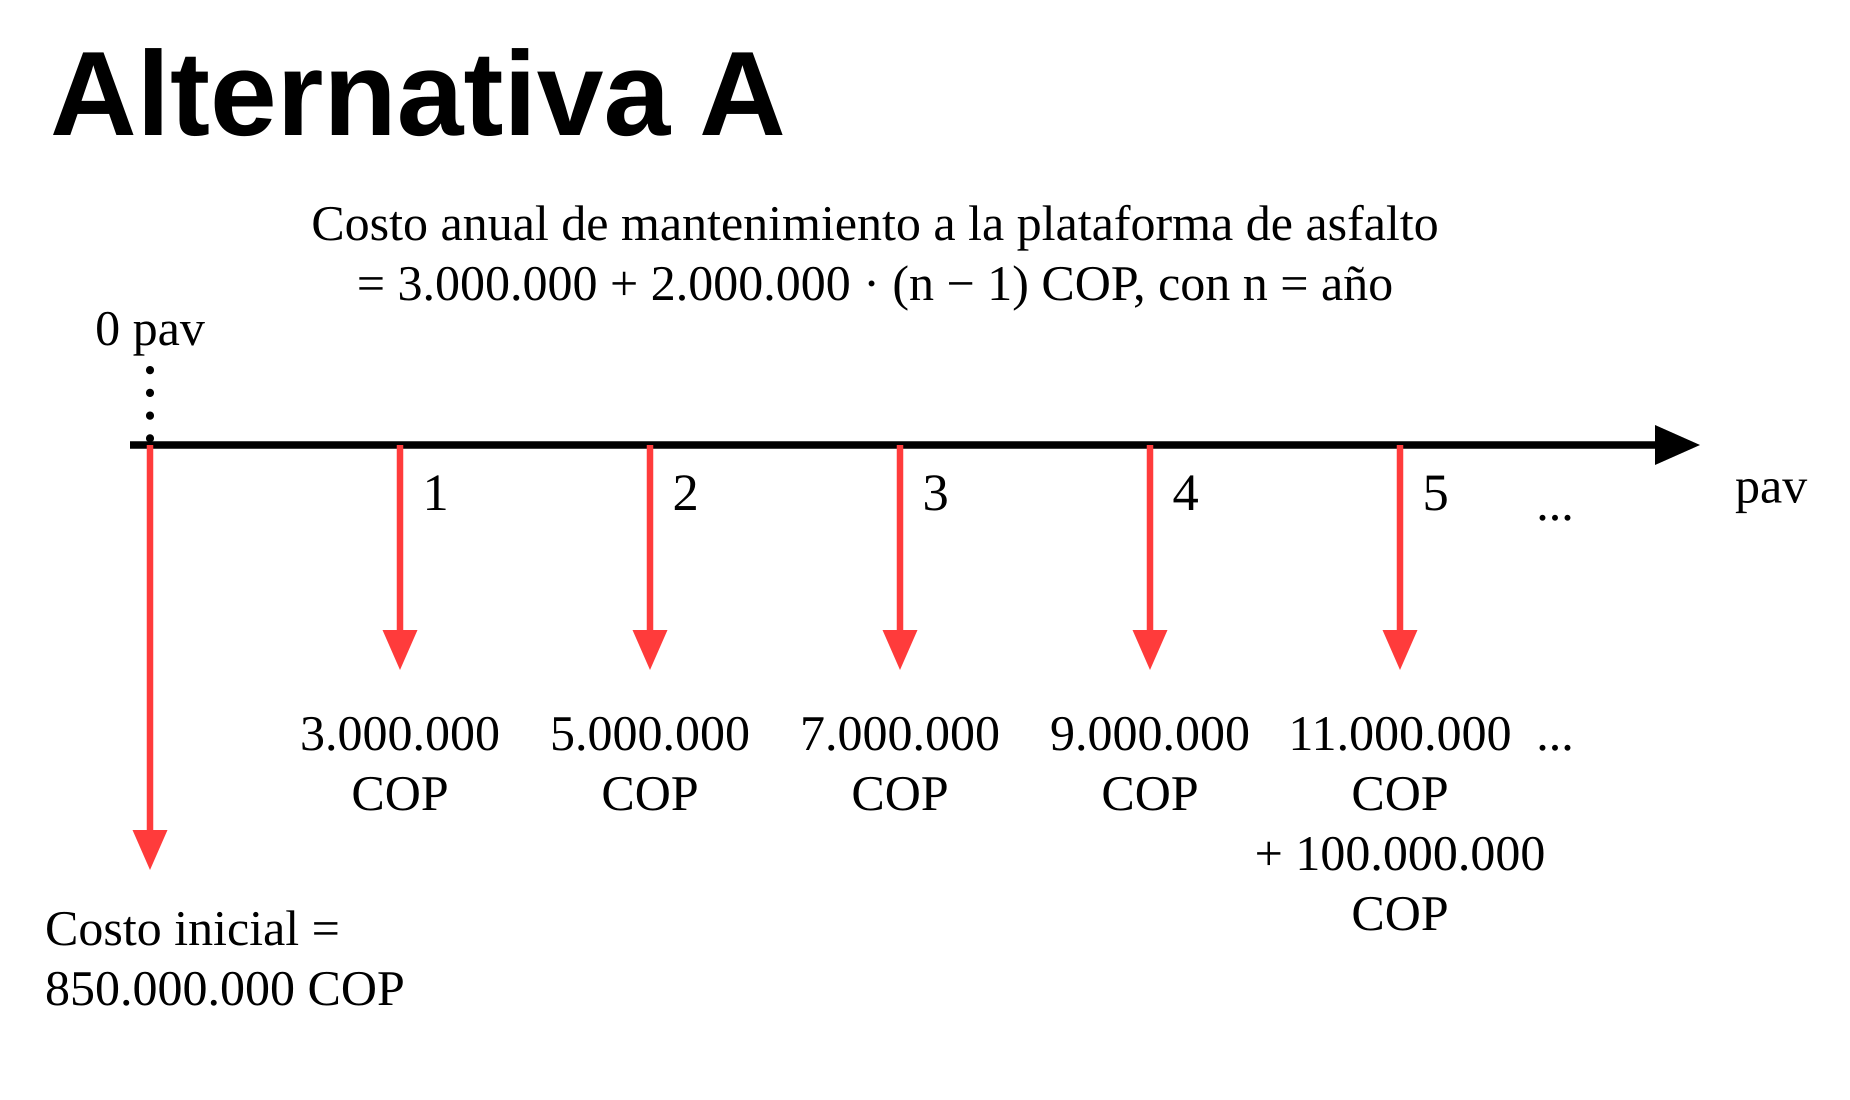 Alternativa A
Costo anual de mantenimiento a la plataforma de asfalto
= 3.000.000 + 2.000.000 · (n − 1) COP, con n = año
0 pav
1
2
3
4
5
...
pav
3.000.000
COP
5.000.000
COP
7.000.000
COP
9.000.000
COP
11.000.000
COP
+ 100.000.000
COP
...
Costo inicial =
850.000.000 COP